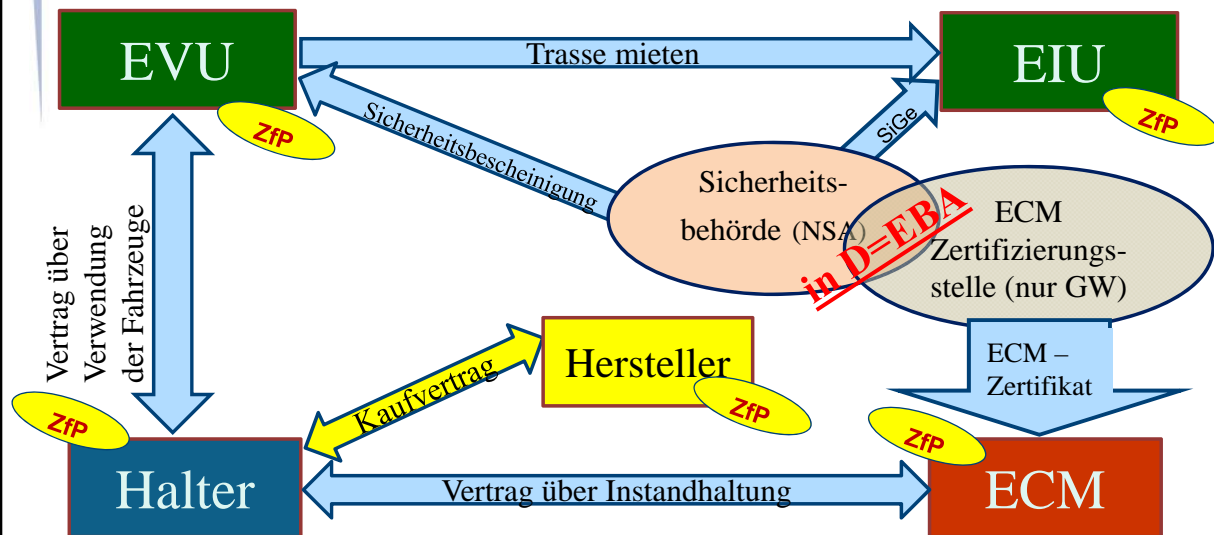 EVU
Trasse mieten
EIU
ZfP
ZfP
Sicherheitsbescheinigung
SiGe
Sicherheits-
behörde (NSA)
in D=EBA
ECM
Zertifizierungs-
stelle (nur GW)
Vertrag über
Verwendung
der Fahrzeuge
Hersteller
ZfP
Kaufvertrag
ECM –
Zertifikat
ZfP
ZfP
Halter
Vertrag über Instandhaltung
ECM